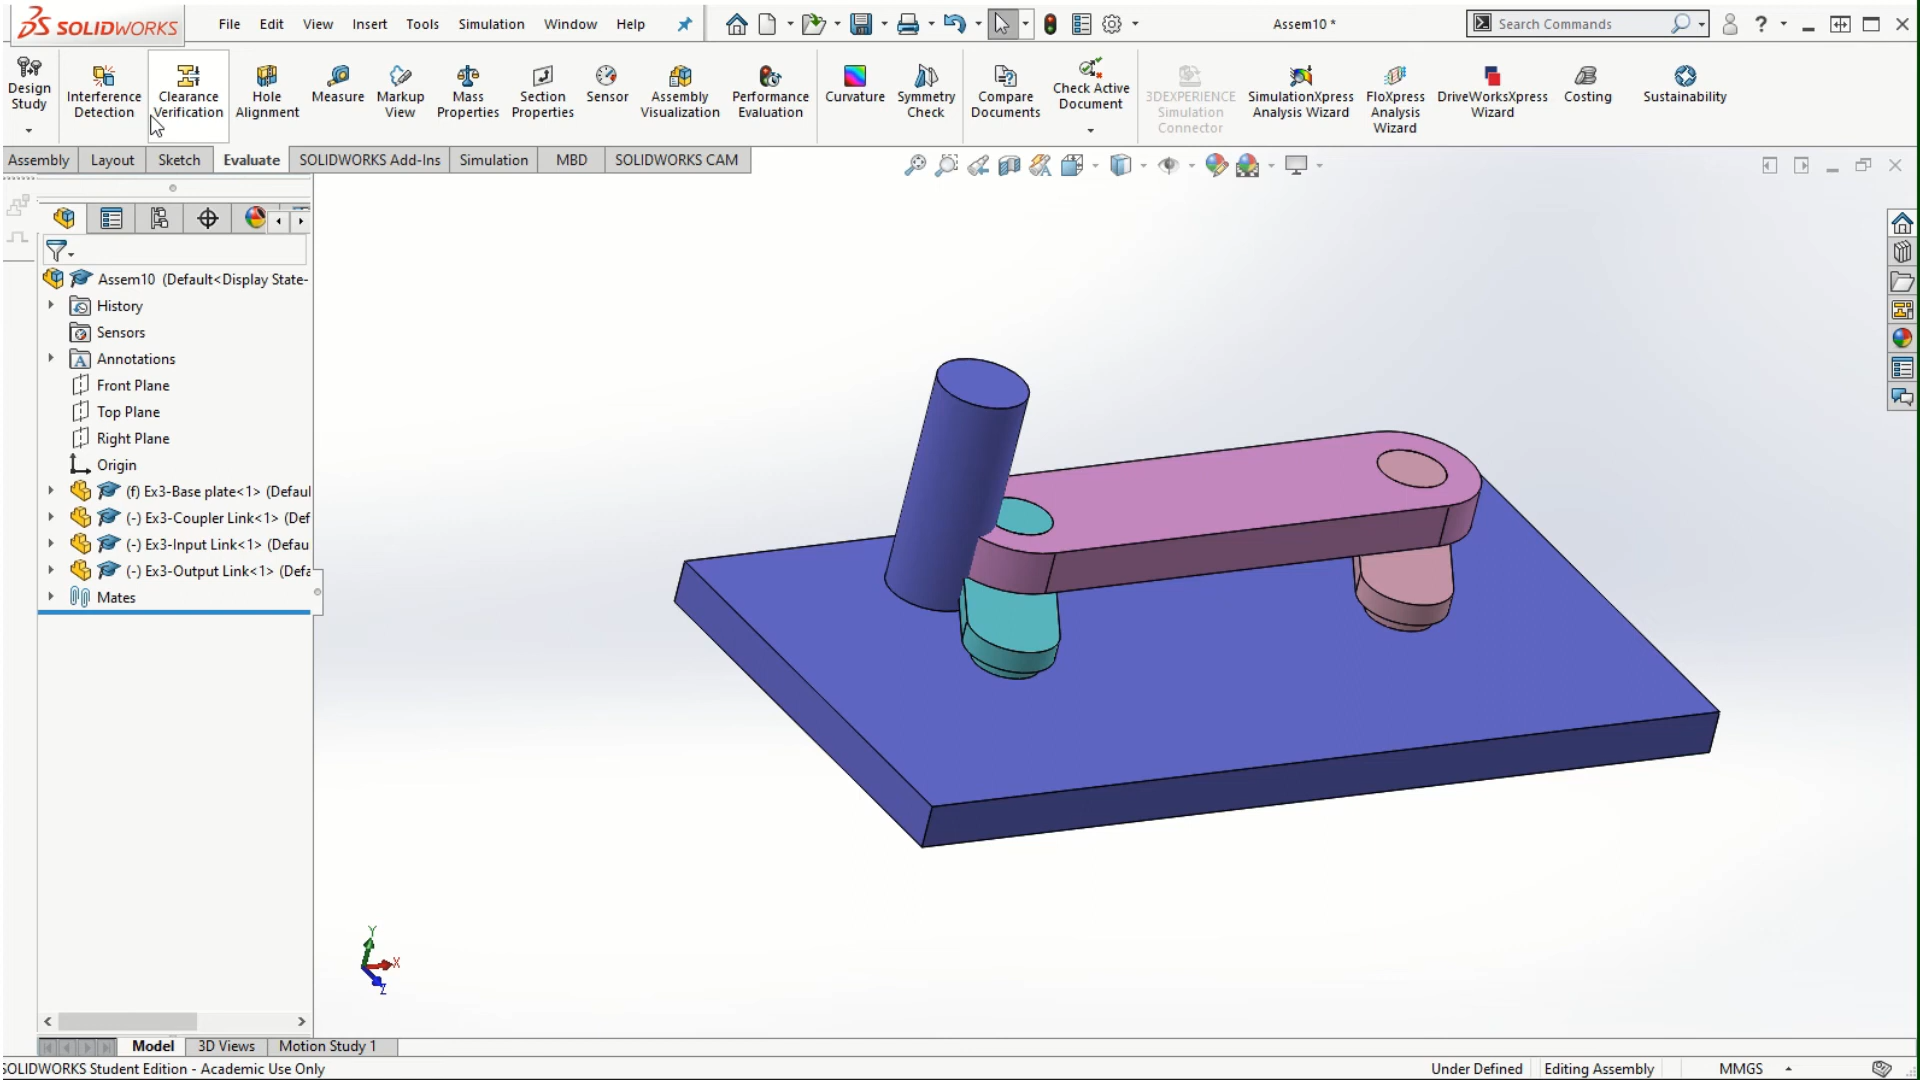 SOLIDWORKS
File Edit View Insert Tools Simulation Window Help
Assem10 *
Search Commands
Design Study
Interference Detection
Clearance Verification
Hole Alignment
Measure
Markup View
Mass Properties
Section Properties
Sensor
Assembly Visualization
Performance Evaluation
Curvature
Symmetry Check
Compare Documents
Check Active Document
3DEXPERIENCE Simulation Connector
SimulationXpress Analysis Wizard
FloXpress Analysis Wizard
DriveWorksXpress Wizard
Costing
Sustainability
Assembly Layout Sketch Evaluate SOLIDWORKS Add-Ins Simulation MBD SOLIDWORKS CAM
Assem10 (Default<Display State-
History
Sensors
Annotations
Front Plane
Top Plane
Right Plane
Origin
(f) Ex3-Base plate<1> (Defaul
(-) Ex3-Coupler Link<1> (Def
(-) Ex3-Input Link<1> (Defau
(-) Ex3-Output Link<1> (Defa
Mates
Y
X
Z
Model 3D Views Motion Study 1
SOLIDWORKS Student Edition - Academic Use Only
Under Defined Editing Assembly MMGS